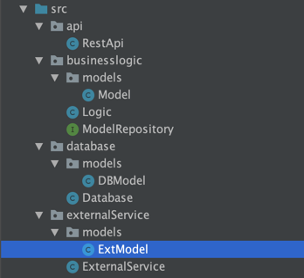 src
api
RestApi
businesslogic
models
Model
Logic
ModelRepository
database
models
DBModel
Database
externalService
models
ExtModel
ExternalService